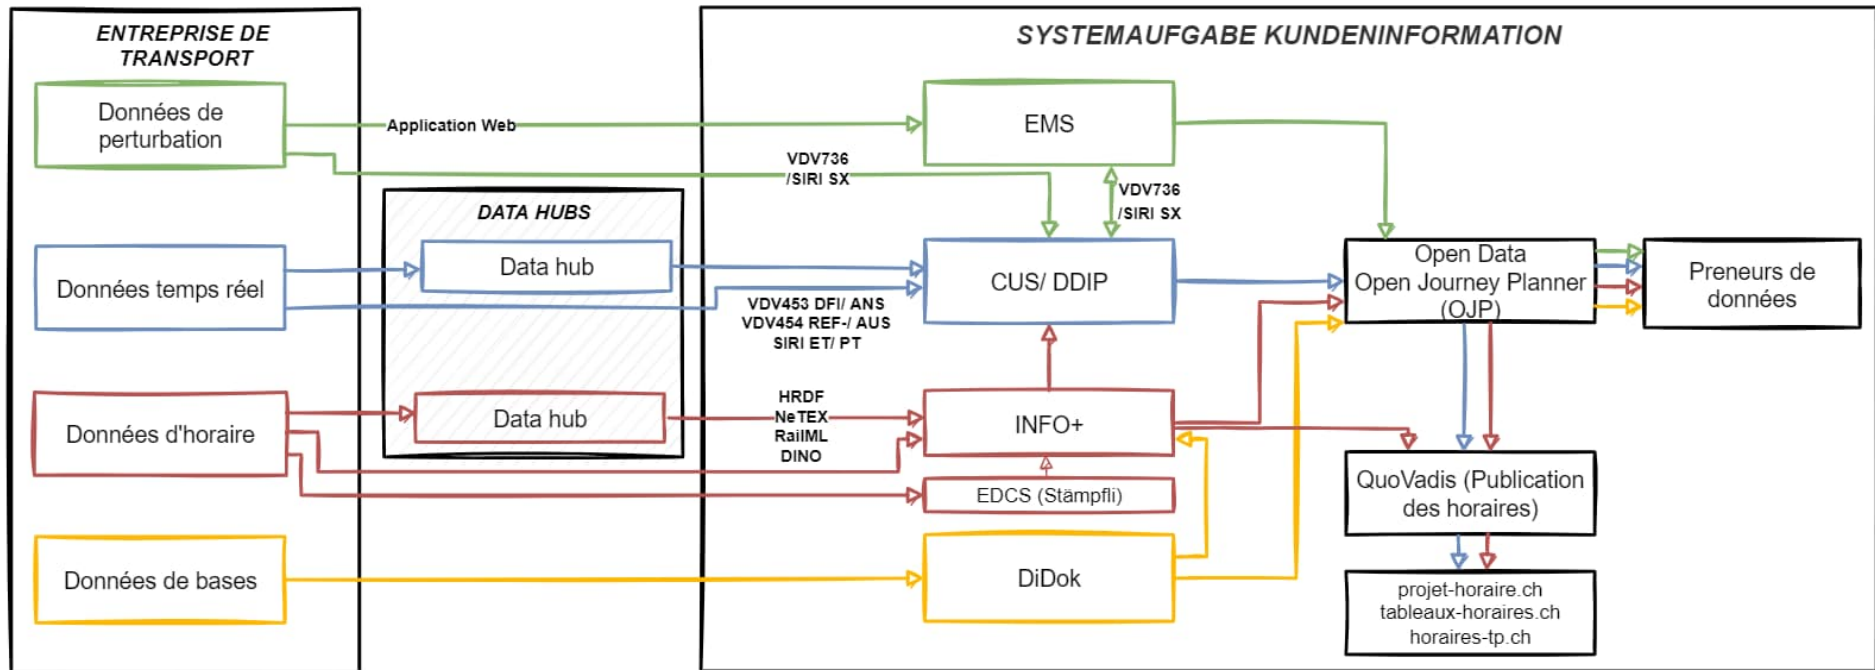 ENTREPRISE DE
TRANSPORT
SYSTEMAUFGABE KUNDENINFORMATION
Données de
perturbation
Application Web
EMS
VDV736
/SIRI SX
VDV736
/SIRI SX
DATA HUBS
Données temps réel
Data hub
CUS/ DDIP
VDV453 DFI/ ANS
VDV454 REF-/ AUS
SIRI ET/ PT
Open Data
Open Journey Planner
(OJP)
Preneurs de
données
Données d'horaire
Data hub
HRDF
NeTEX
RailML
DINO
INFO+
EDCS (Stämpfli)
QuoVadis (Publication
des horaires)
Données de bases
DiDok
projet-horaire.ch
tableaux-horaires.ch
horaires-tp.ch